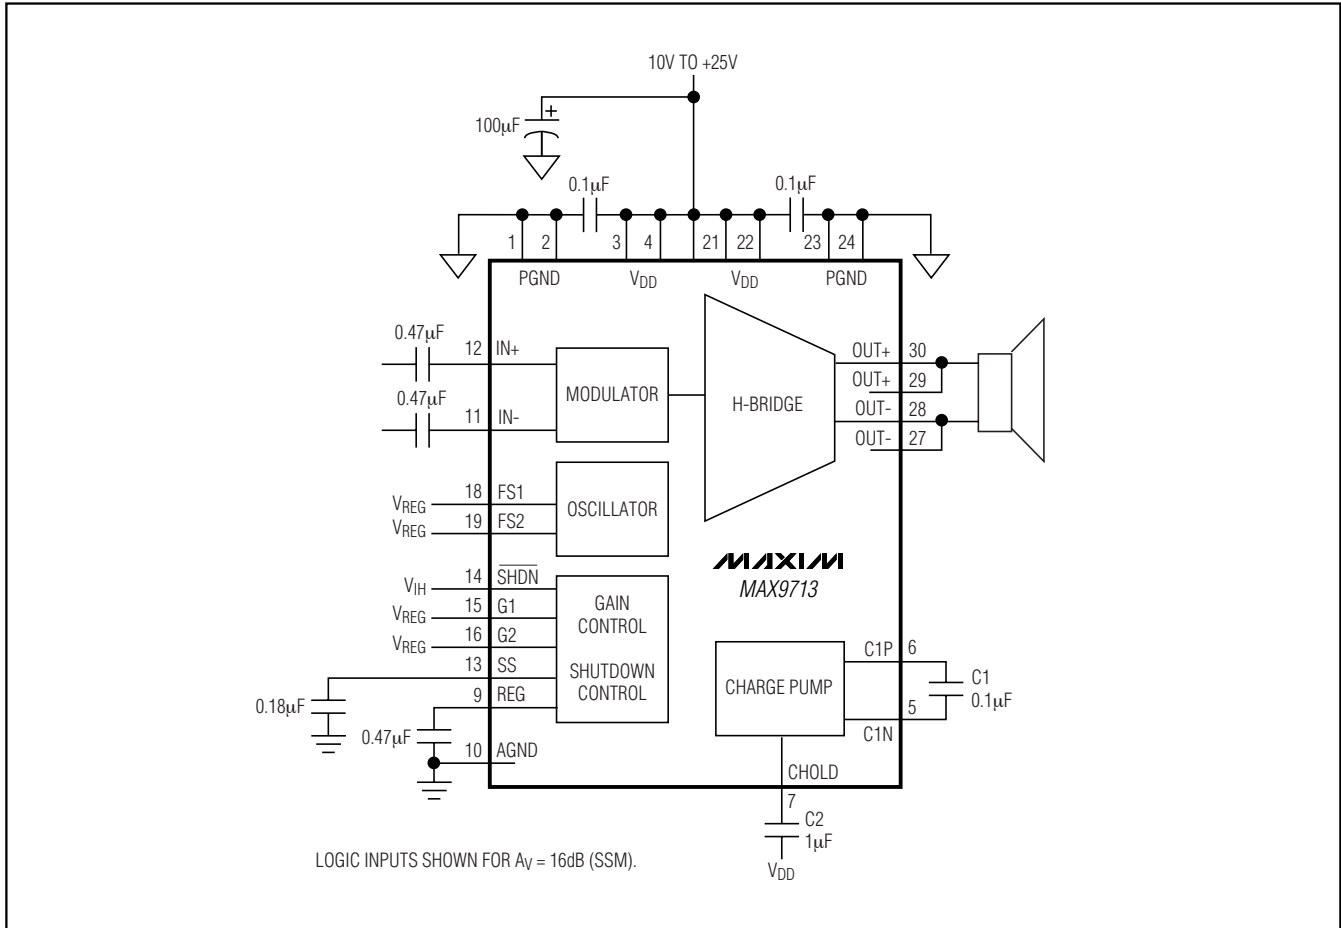 10V TO +25V
+
100µF
0.1µF
0.1µF
1 2 3 4 21 22 23 24
PGND VDD VDD PGND
0.47µF
12 IN+
0.47µF
11 IN-
MODULATOR
H-BRIDGE
OUT+ 30
OUT+ 29
OUT- 28
OUT- 27
VREG 18 FS1
VREG 19 FS2
OSCILLATOR
MAXIM
MAX9713
VIH 14 SHDN
VREG 15 G1
VREG 16 G2
13 SS
9 REG
GAIN
CONTROL
SHUTDOWN
CONTROL
0.18µF
0.47µF
10 AGND
CHARGE PUMP
C1P 6
C1
0.1µF
5
C1N
CHOLD
7
C2
1µF
VDD
LOGIC INPUTS SHOWN FOR AV = 16dB (SSM).